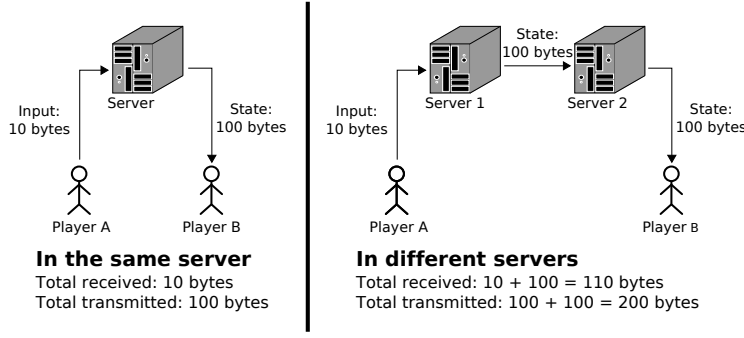 Input:
10 bytes
Server
State:
100 bytes
Player A
Player B
In the same server
Total received: 10 bytes
Total transmitted: 100 bytes
Input:
10 bytes
Server 1
State:
100 bytes
Server 2
State:
100 bytes
Player A
Player B
In different servers
Total received: 10 + 100 = 110 bytes
Total transmitted: 100 + 100 = 200 bytes